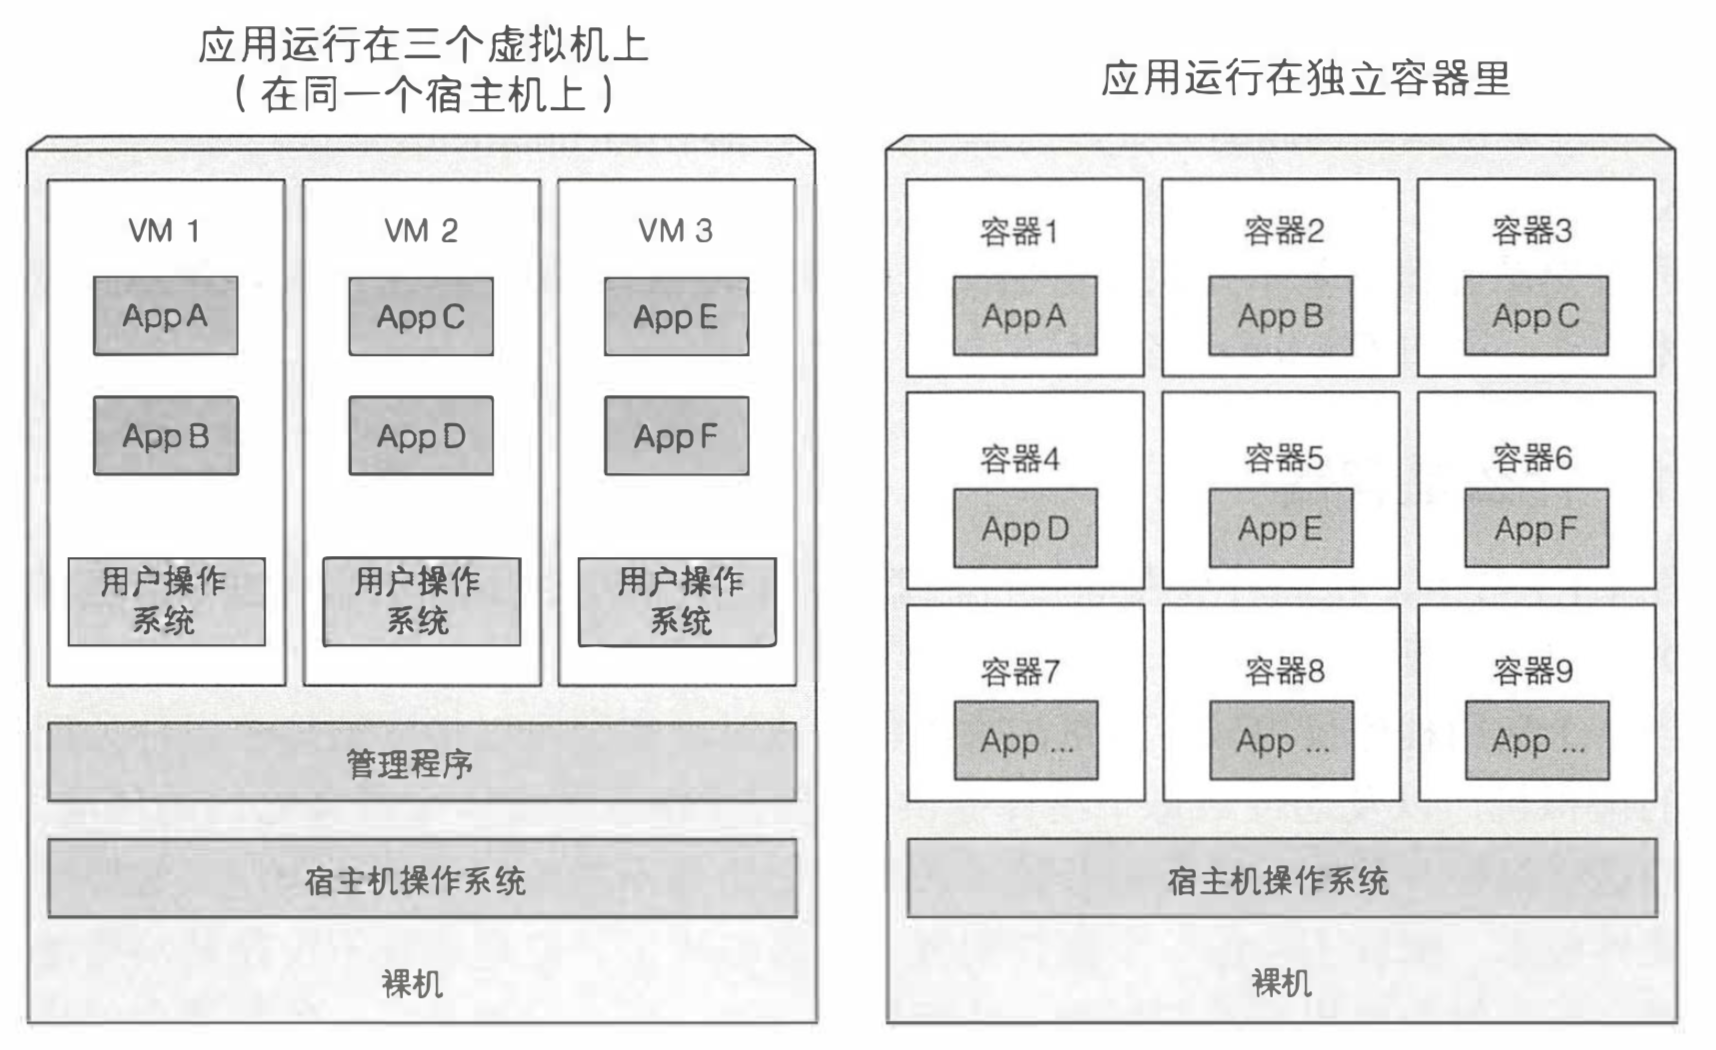 应用运行在三个虚拟机上
（在同一个宿主机上）
VM 1
VM 2
VM 3
App A
App C
App E
App B
App D
App F
用户操作
系统
用户操作
系统
用户操作
系统
管理程序
宿主机操作系统
裸机
应用运行在独立容器里
容器1
容器2
容器3
App A
App B
App C
容器4
容器5
容器6
App D
App E
App F
容器7
容器8
容器9
App ...
App ...
App ...
宿主机操作系统
裸机